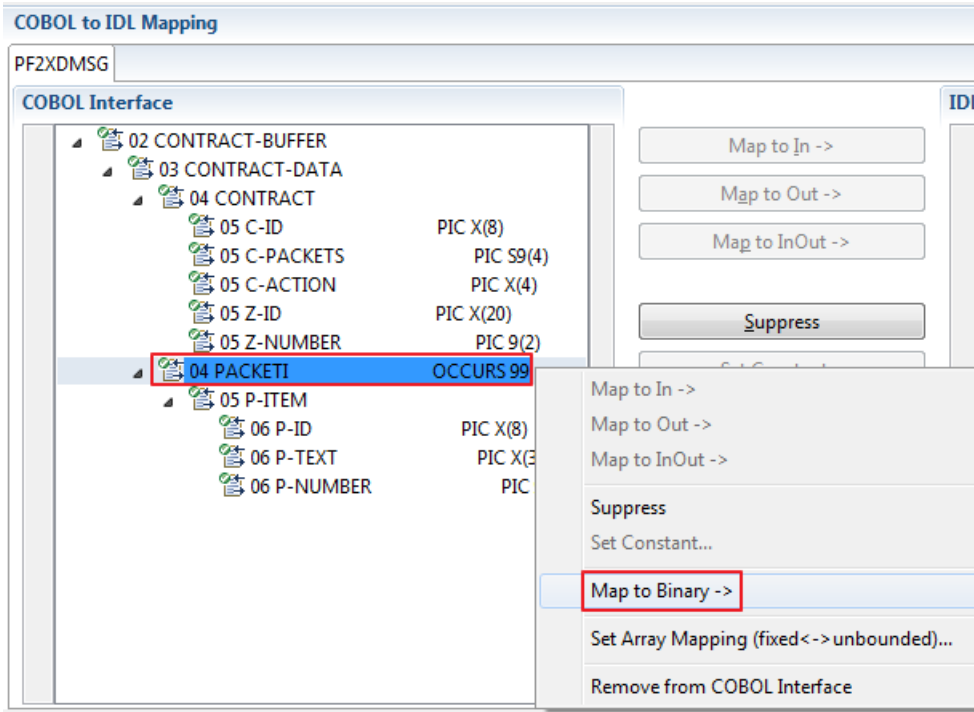 COBOL to IDL Mapping
PF2XDMSG
COBOL Interface
02 CONTRACT-BUFFER
03 CONTRACT-DATA
04 CONTRACT
05 C-ID PIC X(8)
05 C-PACKETS PIC S9(4)
05 C-ACTION PIC X(4)
05 Z-ID PIC X(20)
05 Z-NUMBER PIC 9(2)
04 PACKETI OCCURS 99
05 P-ITEM
06 P-ID PIC X(8)
06 P-TEXT PIC X(3
06 P-NUMBER PIC
Map to In ->
Map to Out ->
Map to InOut ->
Suppress
Map to In ->
Map to Out ->
Map to InOut ->
Suppress
Set Constant...
Map to Binary ->
Set Array Mapping (fixed<->unbounded)...
Remove from COBOL Interface